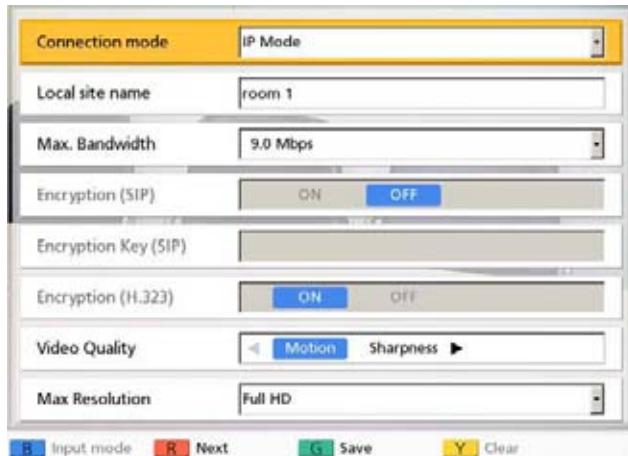 Connection mode IP Mode
Local site name room 1
Max. Bandwidth 9.0 Mbps
Encryption (SIP) ON OFF
Encryption Key (SIP)
Encryption (H.323) ON OFF
Video Quality Motion Sharpness
Max Resolution Full HD
B Input mode R Next G Save Y Clear